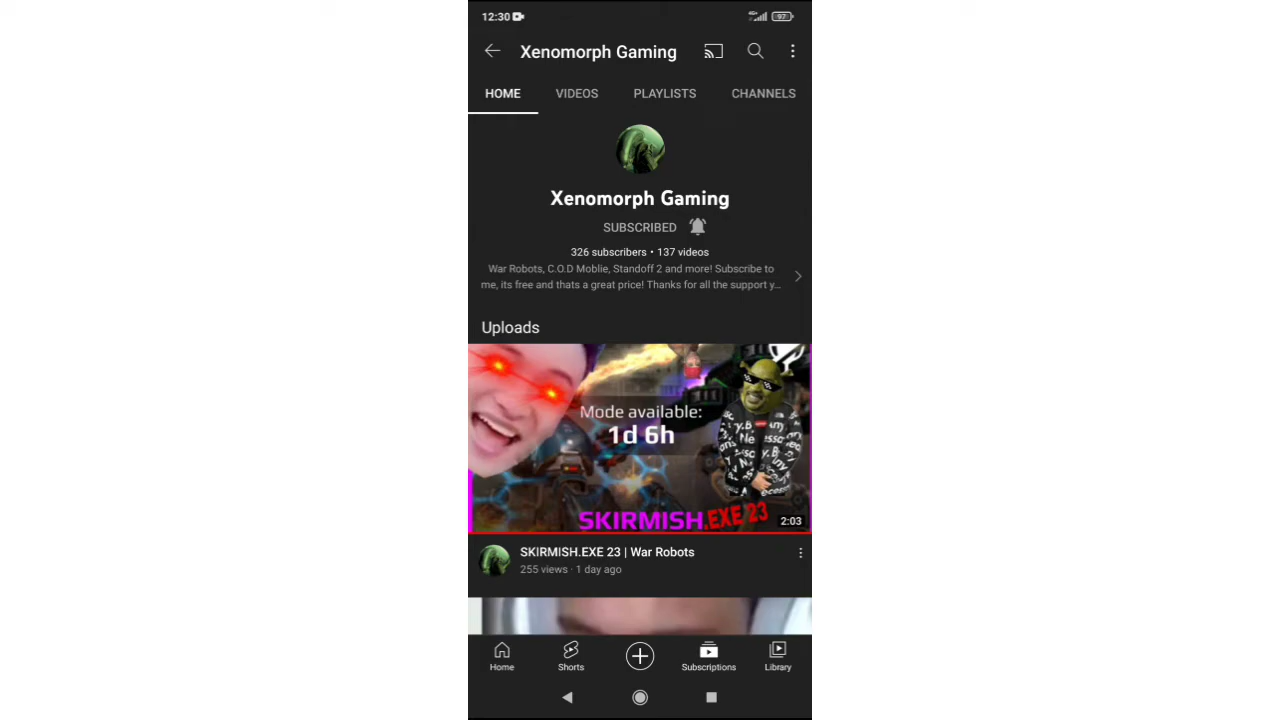 12:30
97
Xenomorph Gaming
HOME VIDEOS PLAYLISTS CHANNELS
Xenomorph Gaming
SUBSCRIBED
326 subscribers • 137 videos
War Robots, C.O.D Moblie, Standoff 2 and more! Subscribe to
me, its free and thats a great price! Thanks for all the support y...
Uploads
Mode available:
1d 6h
SKIRMISH.EXE 23
2:03
SKIRMISH.EXE 23 | War Robots
255 views · 1 day ago
Home Shorts Subscriptions Library